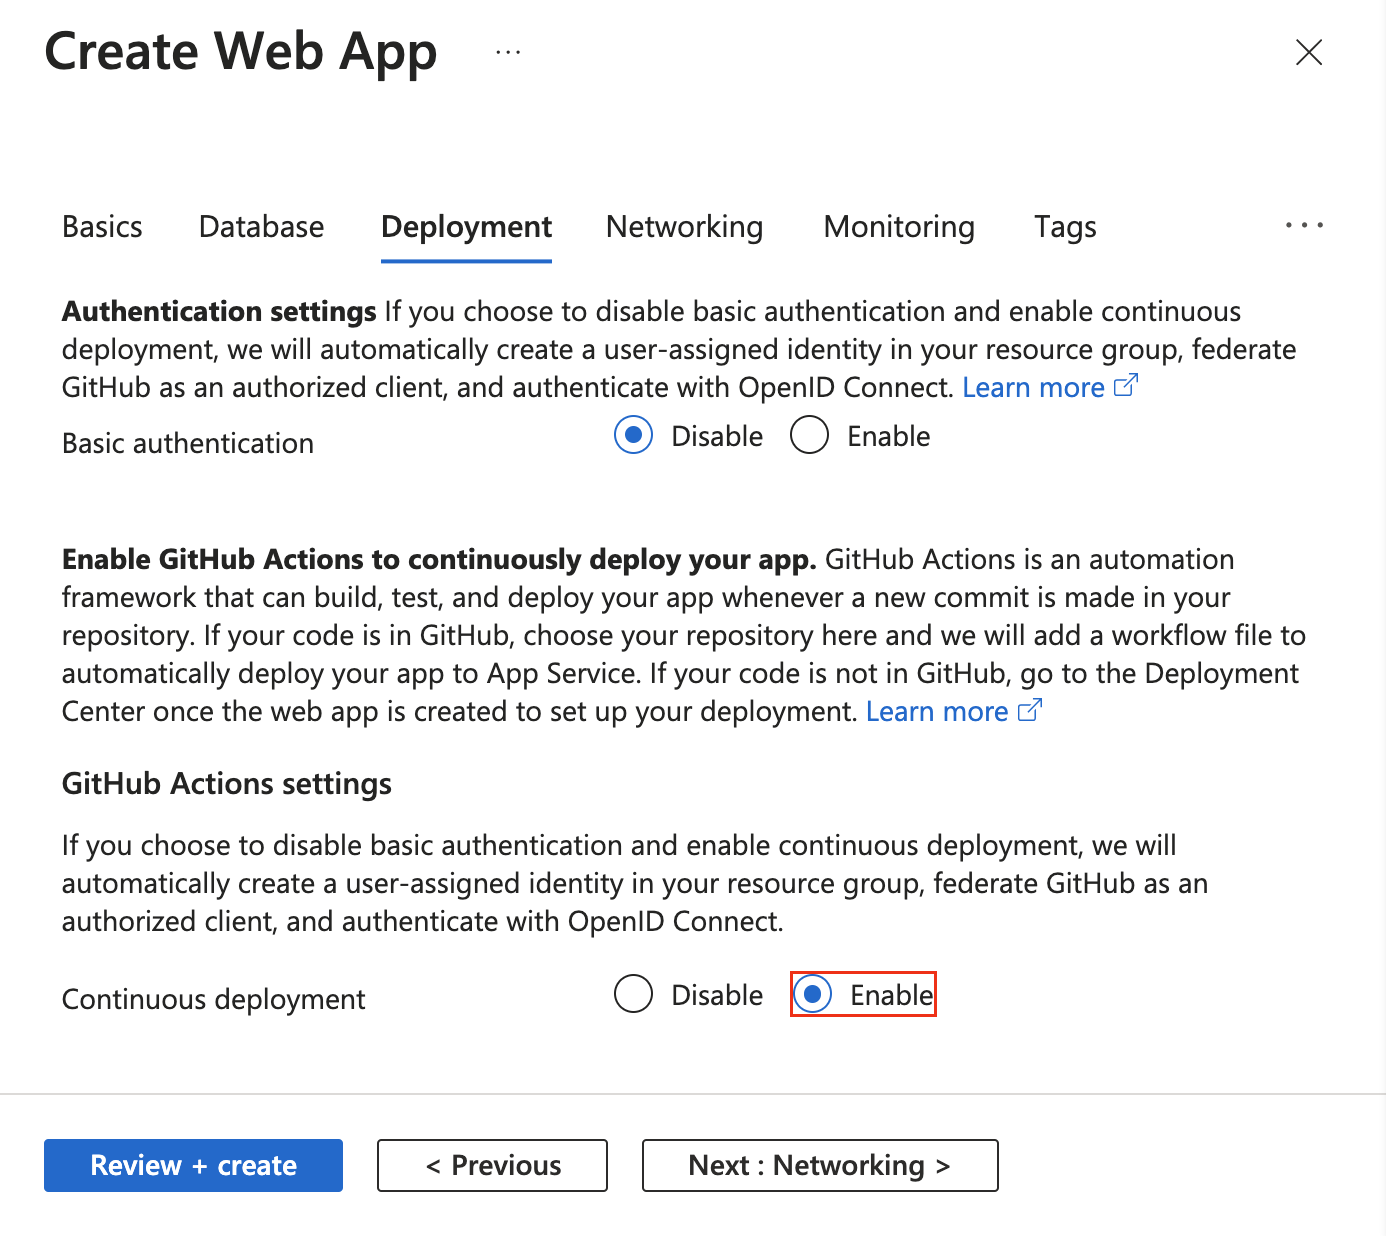 Create Web App ...
Basics Database Deployment Networking Monitoring Tags ...
Authentication settings If you choose to disable basic authentication and enable continuous
deployment, we will automatically create a user-assigned identity in your resource group, federate
GitHub as an authorized client, and authenticate with OpenID Connect. Learn more
Basic authentication Disable Enable
Enable GitHub Actions to continuously deploy your app. GitHub Actions is an automation
framework that can build, test, and deploy your app whenever a new commit is made in your
repository. If your code is in GitHub, choose your repository here and we will add a workflow file to
automatically deploy your app to App Service. If your code is not in GitHub, go to the Deployment
Center once the web app is created to set up your deployment. Learn more
GitHub Actions settings
If you choose to disable basic authentication and enable continuous deployment, we will
automatically create a user-assigned identity in your resource group, federate GitHub as an
authorized client, and authenticate with OpenID Connect.
Continuous deployment Disable Enable
Review + create < Previous Next : Networking >